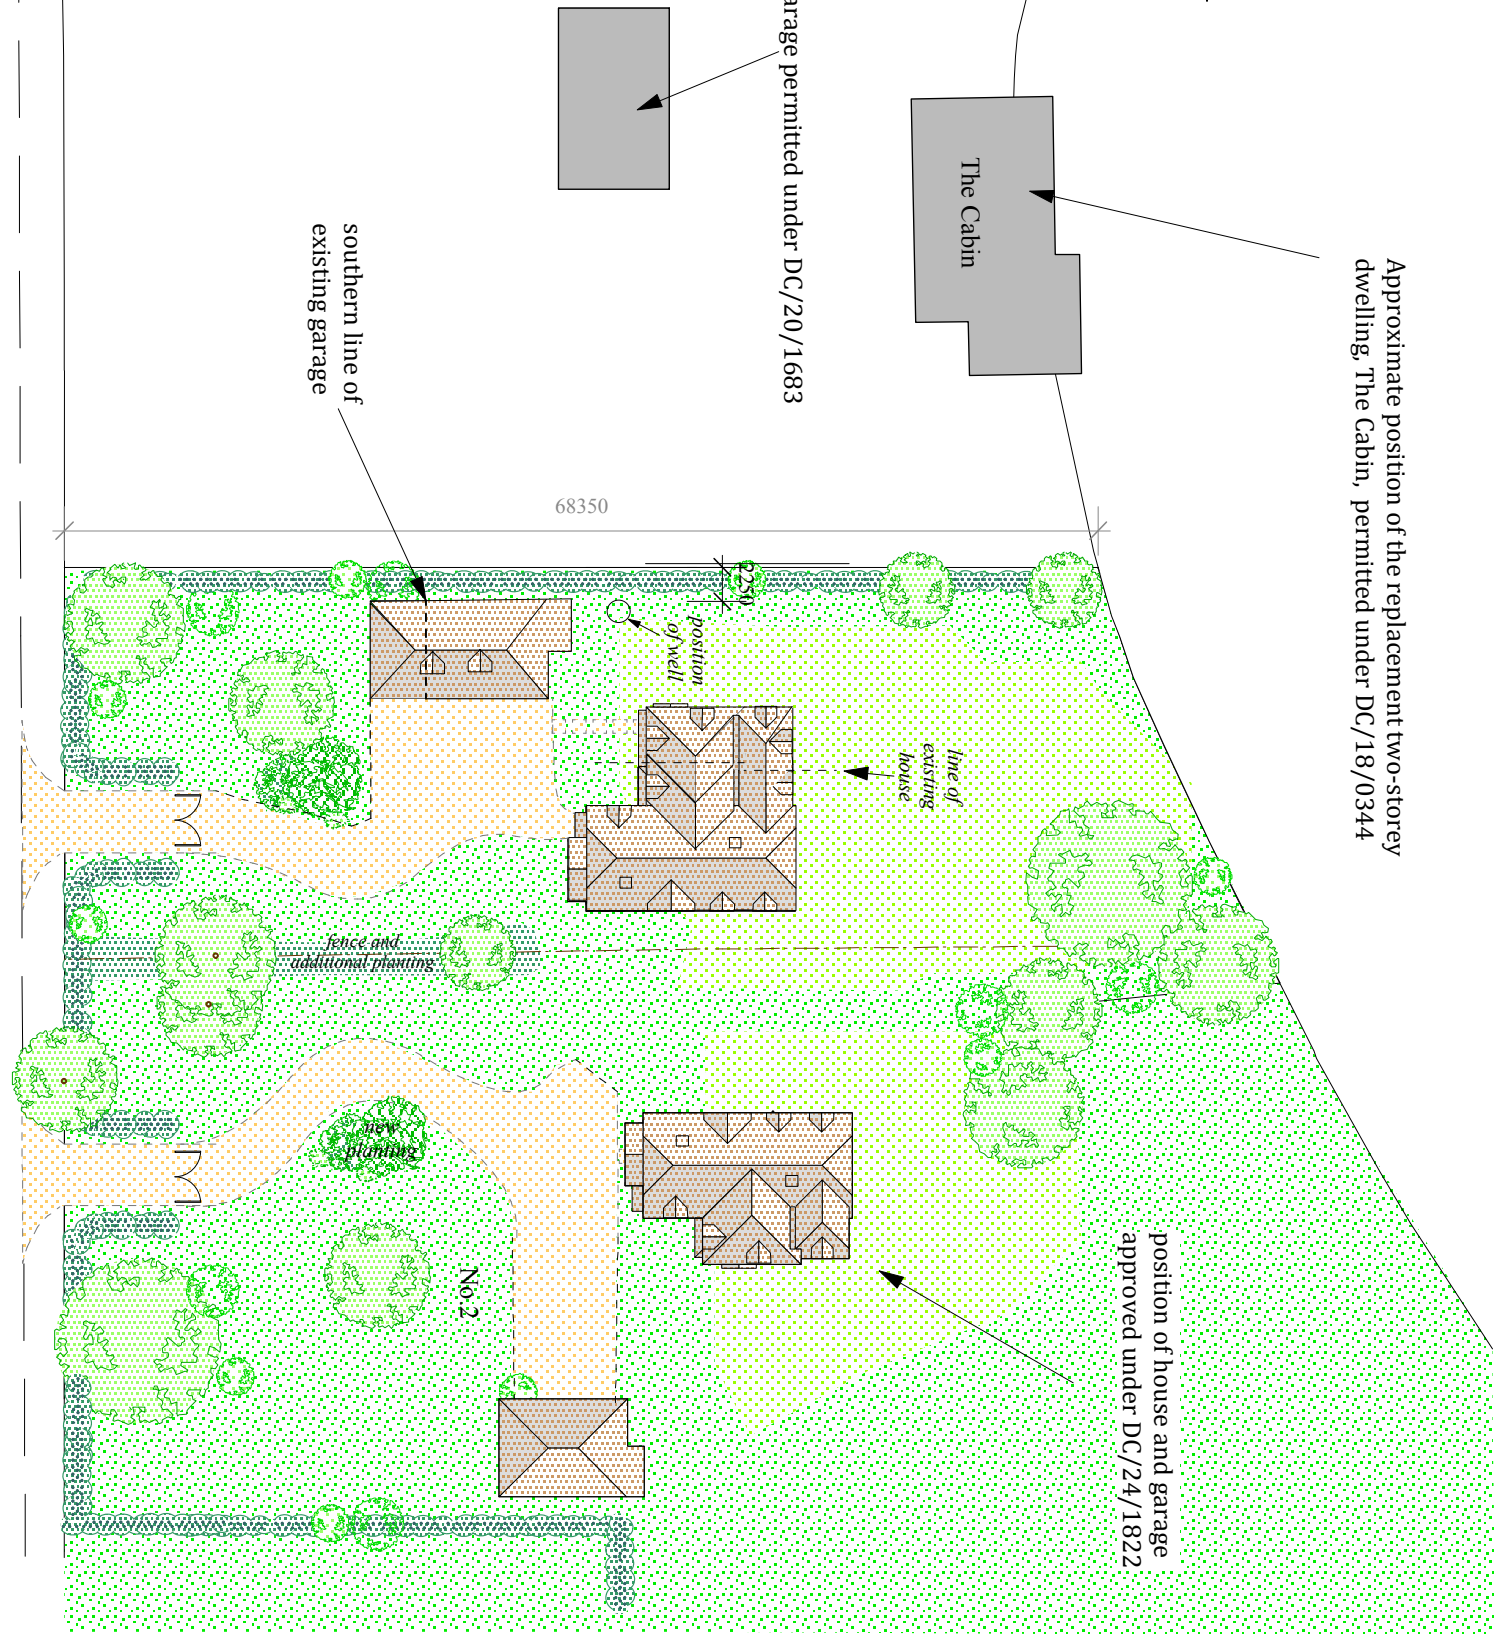 Approximate position of the replacement two-storey
dwelling, The Cabin, permitted under DC/18/0344
The Cabin
arage permitted under DC/20/1683
southern line of
existing garage
68350
2250
position
of well
line of
existing
house
fence and
additional planting
new
planting
No 2
position of house and garage
approved under DC/24/1822